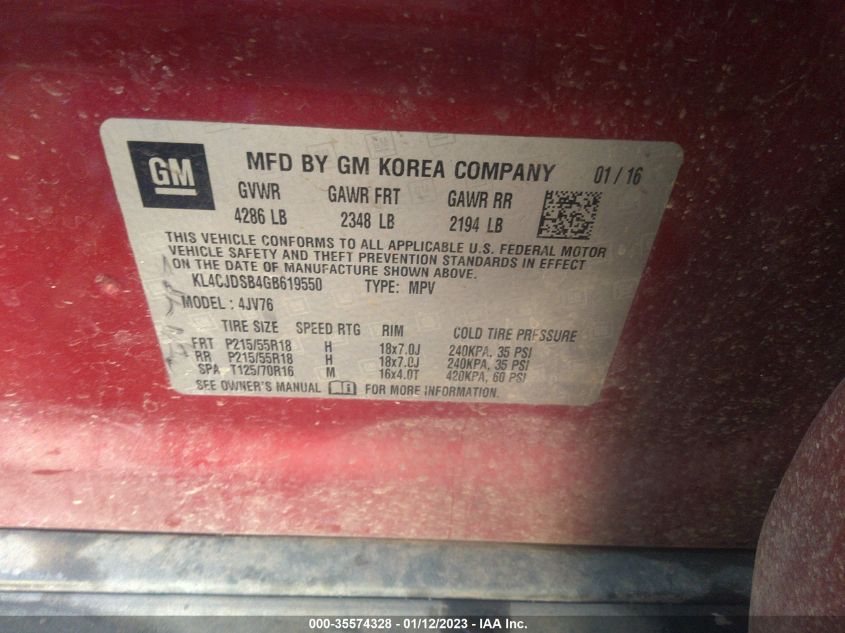 GM
MFD BY GM KOREA COMPANY 01 / 16
GVWR GAWR FRT GAWR RR
4286 LB 2348 LB 2194 LB
THIS VEHICLE CONFORMS TO ALL APPLICABLE U.S. FEDERAL MOTOR
VEHICLE SAFETY AND THEFT PREVENTION STANDARDS IN EFFECT
ON THE DATE OF MANUFACTURE SHOWN ABOVE.
KL4CJDSB4GB619550 TYPE: MPV
MODEL : 4JV76
TIRE SIZE SPEED RTG RIM COLD TIRE PRESSURE
FRT P215/55R18 H 18x7.0J 240KPA, 35 PSI
RR P215/55R18 H 18x7.0J 240KPA, 35 PSI
SPA T125/70R16 M 16x4.0T 420KPA, 60 PSI
SEE OWNER'S MANUAL FOR MORE INFORMATION.
000-35574328 - 01/12/2023 - IAA Inc.